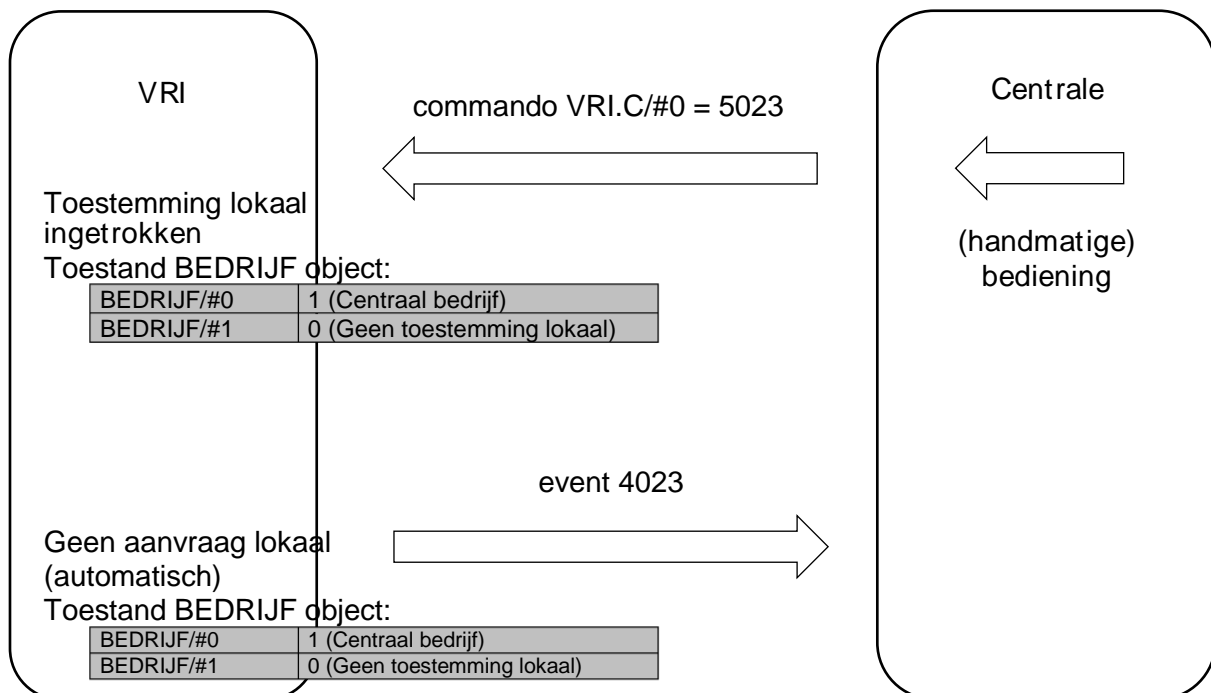 VRI
Centrale
commando VRI.C/#0 = 5023
Toestemming lokaal
ingetrokken
Toestand BEDRIJF object:
BEDRIJF/#0 1 (Centraal bedrijf)
BEDRIJF/#1 0 (Geen toestemming lokaal)
(handmatige)
bediening
event 4023
Geen aanvraag lokaal
(automatisch)
Toestand BEDRIJF object:
BEDRIJF/#0 1 (Centraal bedrijf)
BEDRIJF/#1 0 (Geen toestemming lokaal)